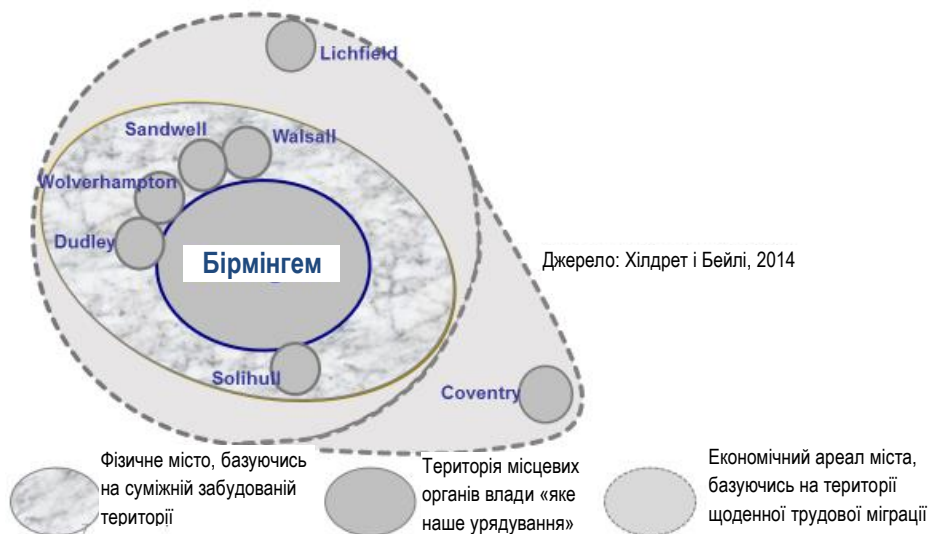 Lichfield
Sandwell
Walsall
Wolverhampton
Dudley
Бірмінгем
Джерело: Хілдрет і Бейлі, 2014
Solihull
Coventry
Фізичне місто, базуючись
на суміжній забудованій
території
Територія місцевих
органів влади «яке
наше урядування»
Економічний ареал міста,
базуючись на території
щоденної трудової міграції